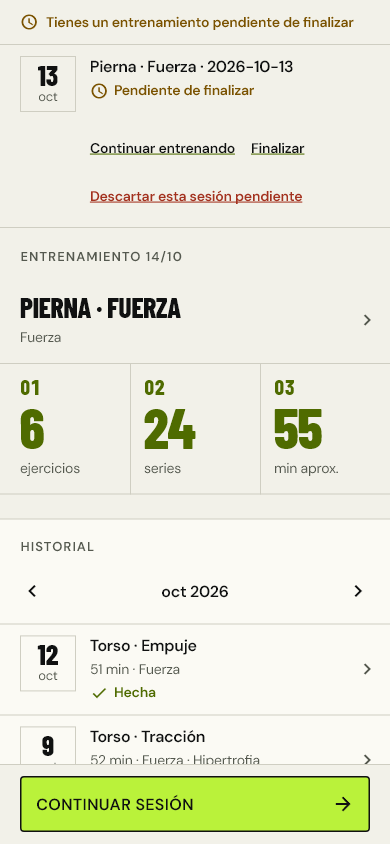 Tienes un entrenamiento pendiente de finalizar
13
oct
Pierna · Fuerza · 2026-10-13
Pendiente de finalizar
Continuar entrenando Finalizar
Descartar esta sesión pendiente
ENTRENAMIENTO 14/10
PIERNA · FUERZA
Fuerza
01
6
ejercicios
02
24
series
03
55
min aprox.
HISTORIAL
oct 2026
12
oct
Torso · Empuje
51 min · Fuerza
Hecha
9
Torso · Tracción
52 min · Fuerza · Hipertrofia
CONTINUAR SESIÓN